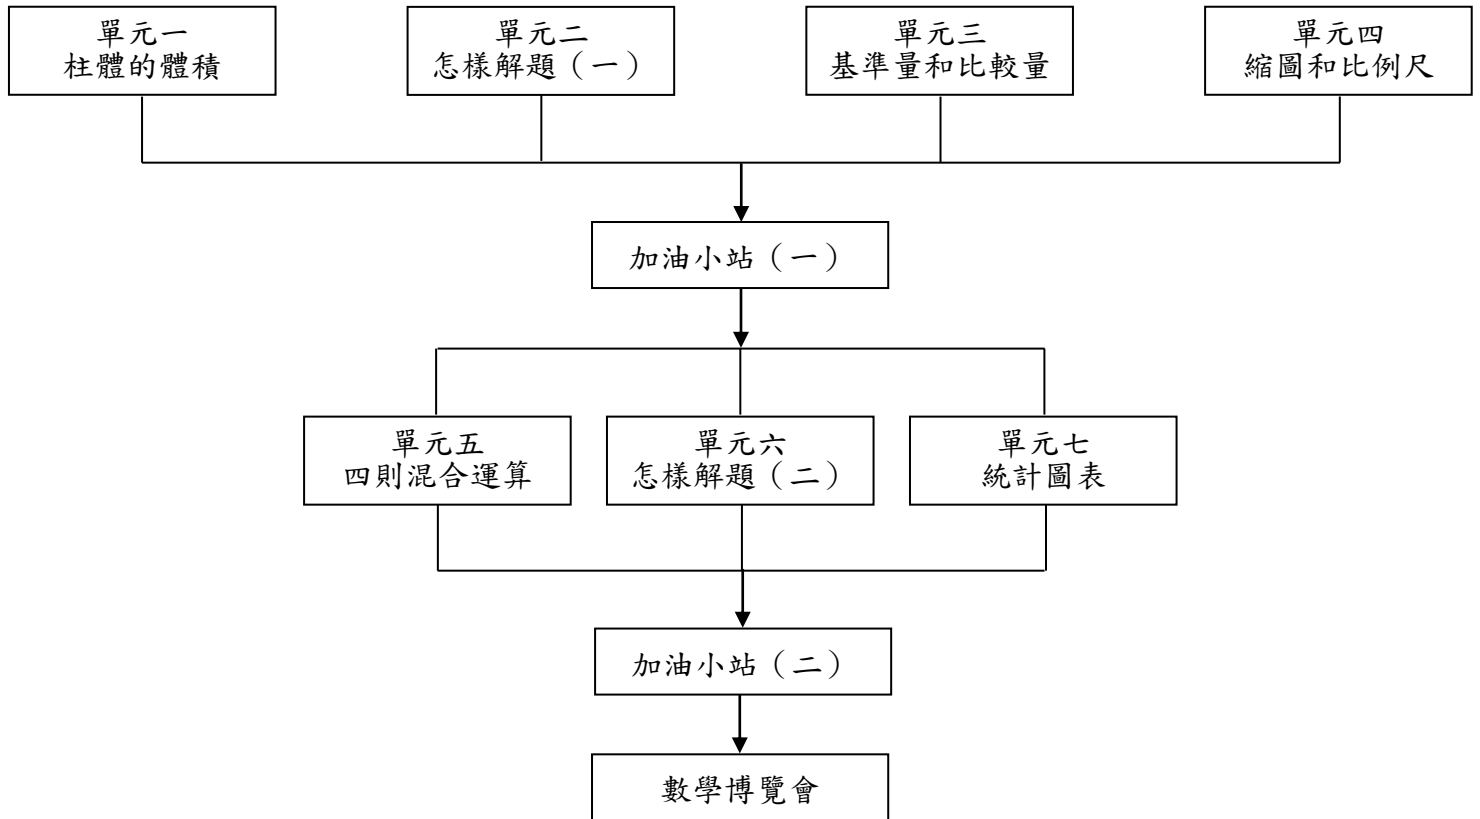 單元一
柱體的體積
單元二
怎樣解題（一）
單元三
基準量和比較量
單元四
縮圖和比例尺
加油小站（一）
單元五
四則混合運算
單元六
怎樣解題（二）
單元七
統計圖表
加油小站（二）
數學博覽會